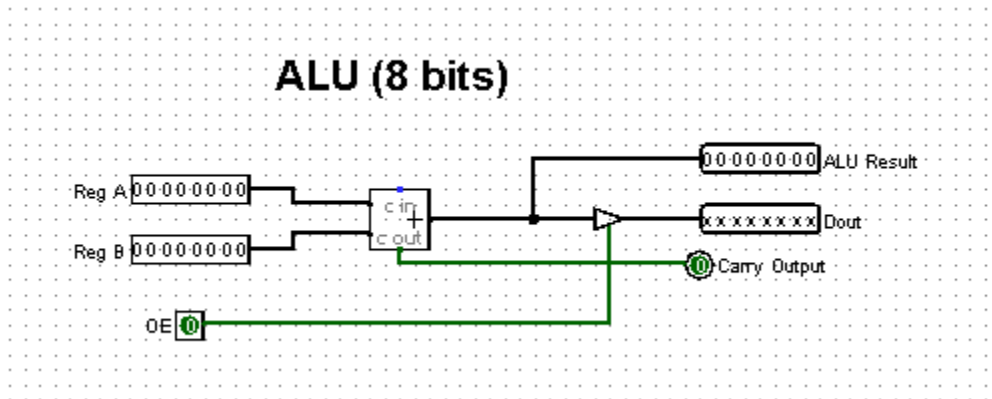 ALU (8 bits)
00000000 ALU Result
Reg A 00000000
c in
+
xxxxxxxx Dout
c out
Reg B 00000000
0 Carry Output
OE 0